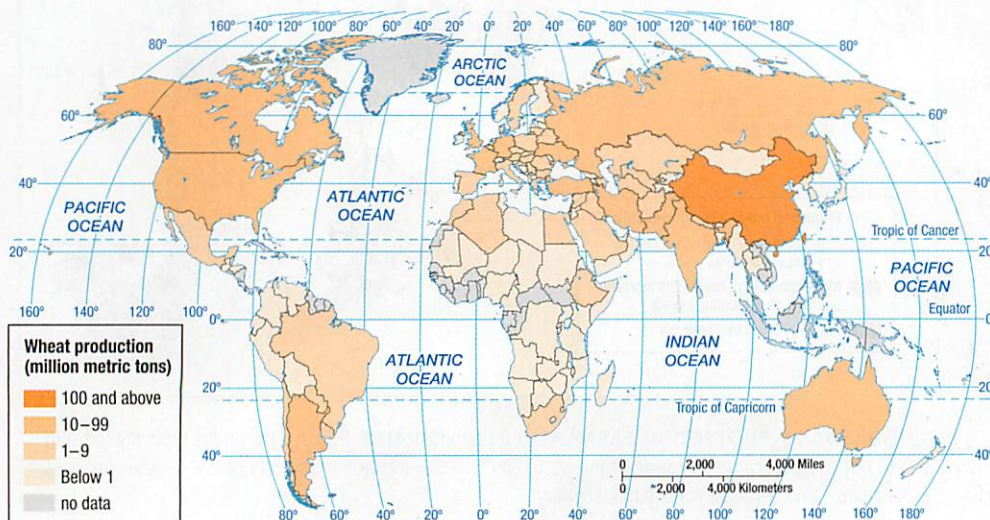 160° 140° 120° 100° 80° 60° 40° 20° 0° 20° 40° 60° 80° 100° 120° 140° 160°
80° 80°
ARCTIC
OCEAN
60° 60°
40° 40°
PACIFIC
OCEAN
ATLANTIC
OCEAN
20° 20°
Tropic of Cancer
PACIFIC
OCEAN
160° 140° 120° 100° 0° 0°
Equator
INDIAN
OCEAN
ATLANTIC
OCEAN
20° 20°
Tropic of Capricorn
40° 40°
Wheat production
(million metric tons)
100 and above
10–99
1–9
Below 1
no data
0 2,000 4,000 Miles
0 2,000 4,000 Kilometers
80° 60° 40° 20° 0° 20° 40° 60° 80° 100° 120° 140° 160° 180°